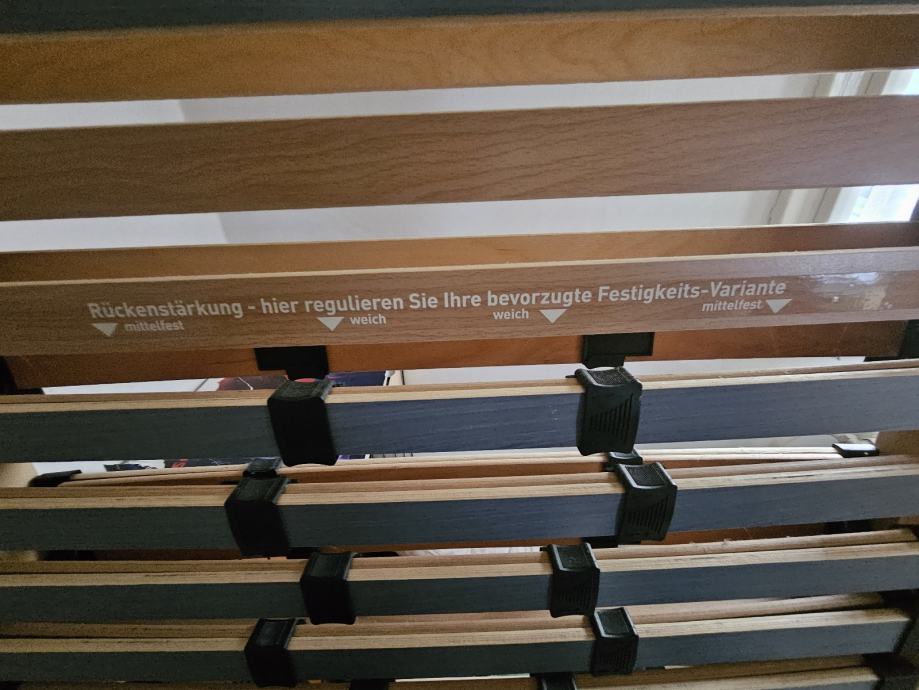 Rückenstärkung - hier regulieren Sie Ihre bevorzugte Festigkeits-Variante
mittelfest weich weich mittelfest